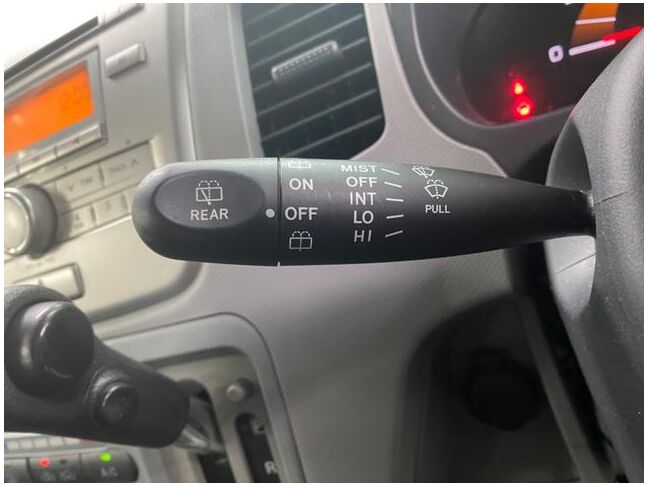 MIST
ON OFF
INT
REAR OFF LO
HI
PULL
R